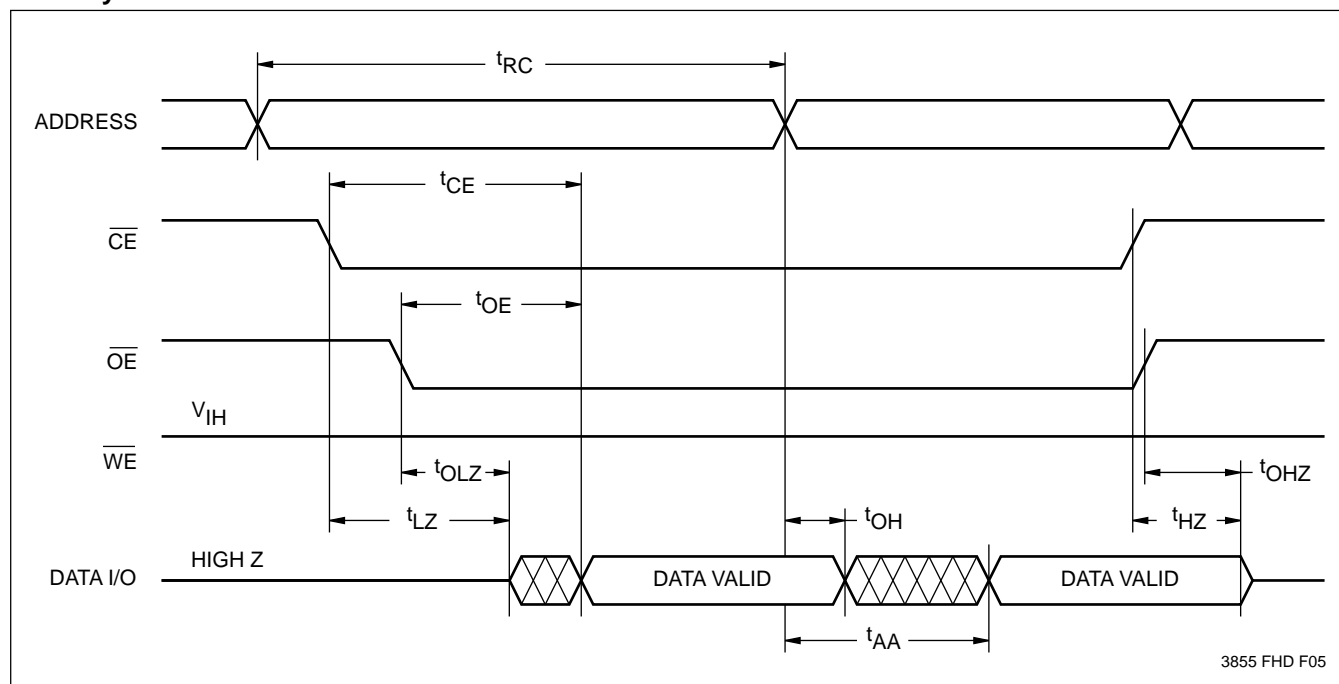 tRC
ADDRESS
tCE
CE
tOE
OE
VIH
WE
tOLZ
tOHZ
tLZ
tOH
tHZ
HIGH Z
DATA I/O
DATA VALID
DATA VALID
tAA
3855 FHD F05